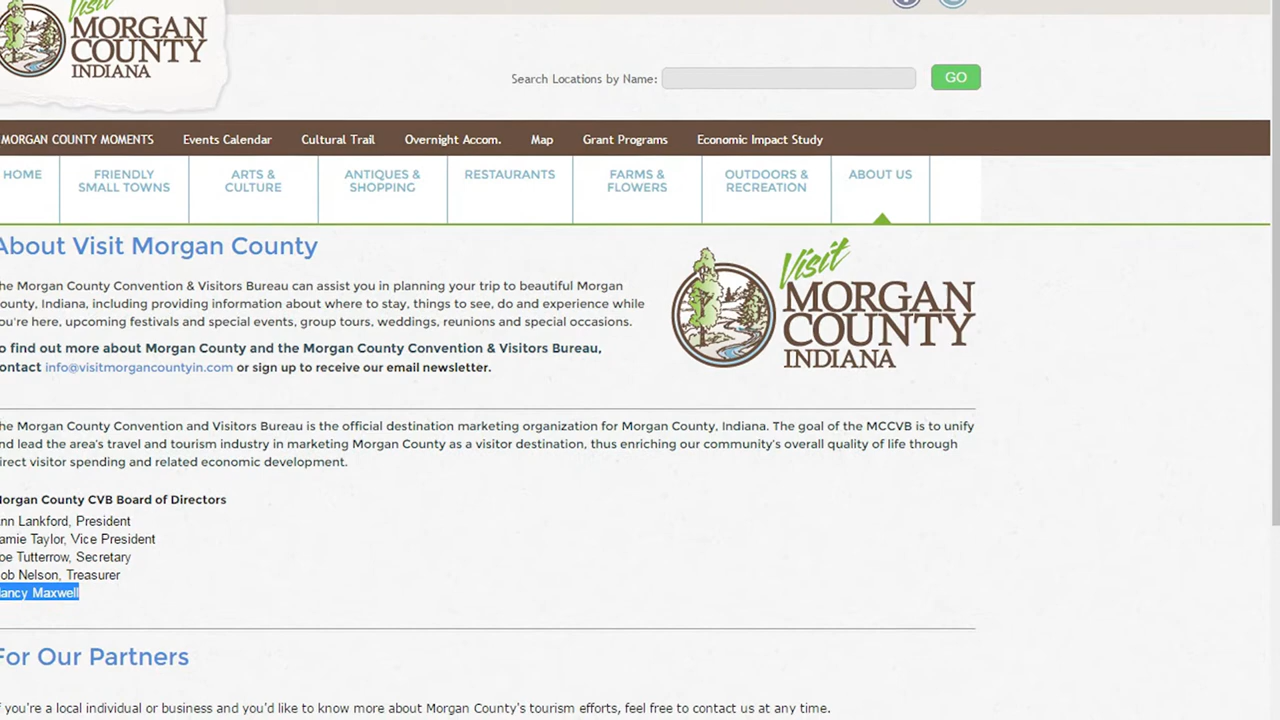 Visit
MORGAN
COUNTY
INDIANA
Search Locations by Name:
GO
MORGAN COUNTY MOMENTS Events Calendar Cultural Trail Overnight Accom. Map Grant Programs Economic Impact Study
HOME
FRIENDLY
SMALL TOWNS
ARTS &
CULTURE
ANTIQUES &
SHOPPING
RESTAURANTS
FARMS &
FLOWERS
OUTDOORS &
RECREATION
ABOUT US
About Visit Morgan County
he Morgan County Convention & Visitors Bureau can assist you in planning your trip to beautiful Morgan
ounty, Indiana, including providing information about where to stay, things to see, do and experience while
ou're here, upcoming festivals and special events, group tours, weddings, reunions and special occasions.
o find out more about Morgan County and the Morgan County Convention & Visitors Bureau,
ontact info@visitmorgancountyin.com or sign up to receive our email newsletter.
Visit
MORGAN
COUNTY
INDIANA
he Morgan County Convention and Visitors Bureau is the official destination marketing organization for Morgan County, Indiana. The goal of the MCCVB is to unify
nd lead the area's travel and tourism industry in marketing Morgan County as a visitor destination, thus enriching our community's overall quality of life through
irect visitor spending and related economic development.
Morgan County CVB Board of Directors
nn Lankford, President
amie Taylor, Vice President
oe Tutterrow, Secretary
ob Nelson, Treasurer
ancy Maxwell
For Our Partners
f you're a local individual or business and you'd like to know more about Morgan County's tourism efforts, feel free to contact us at any time.